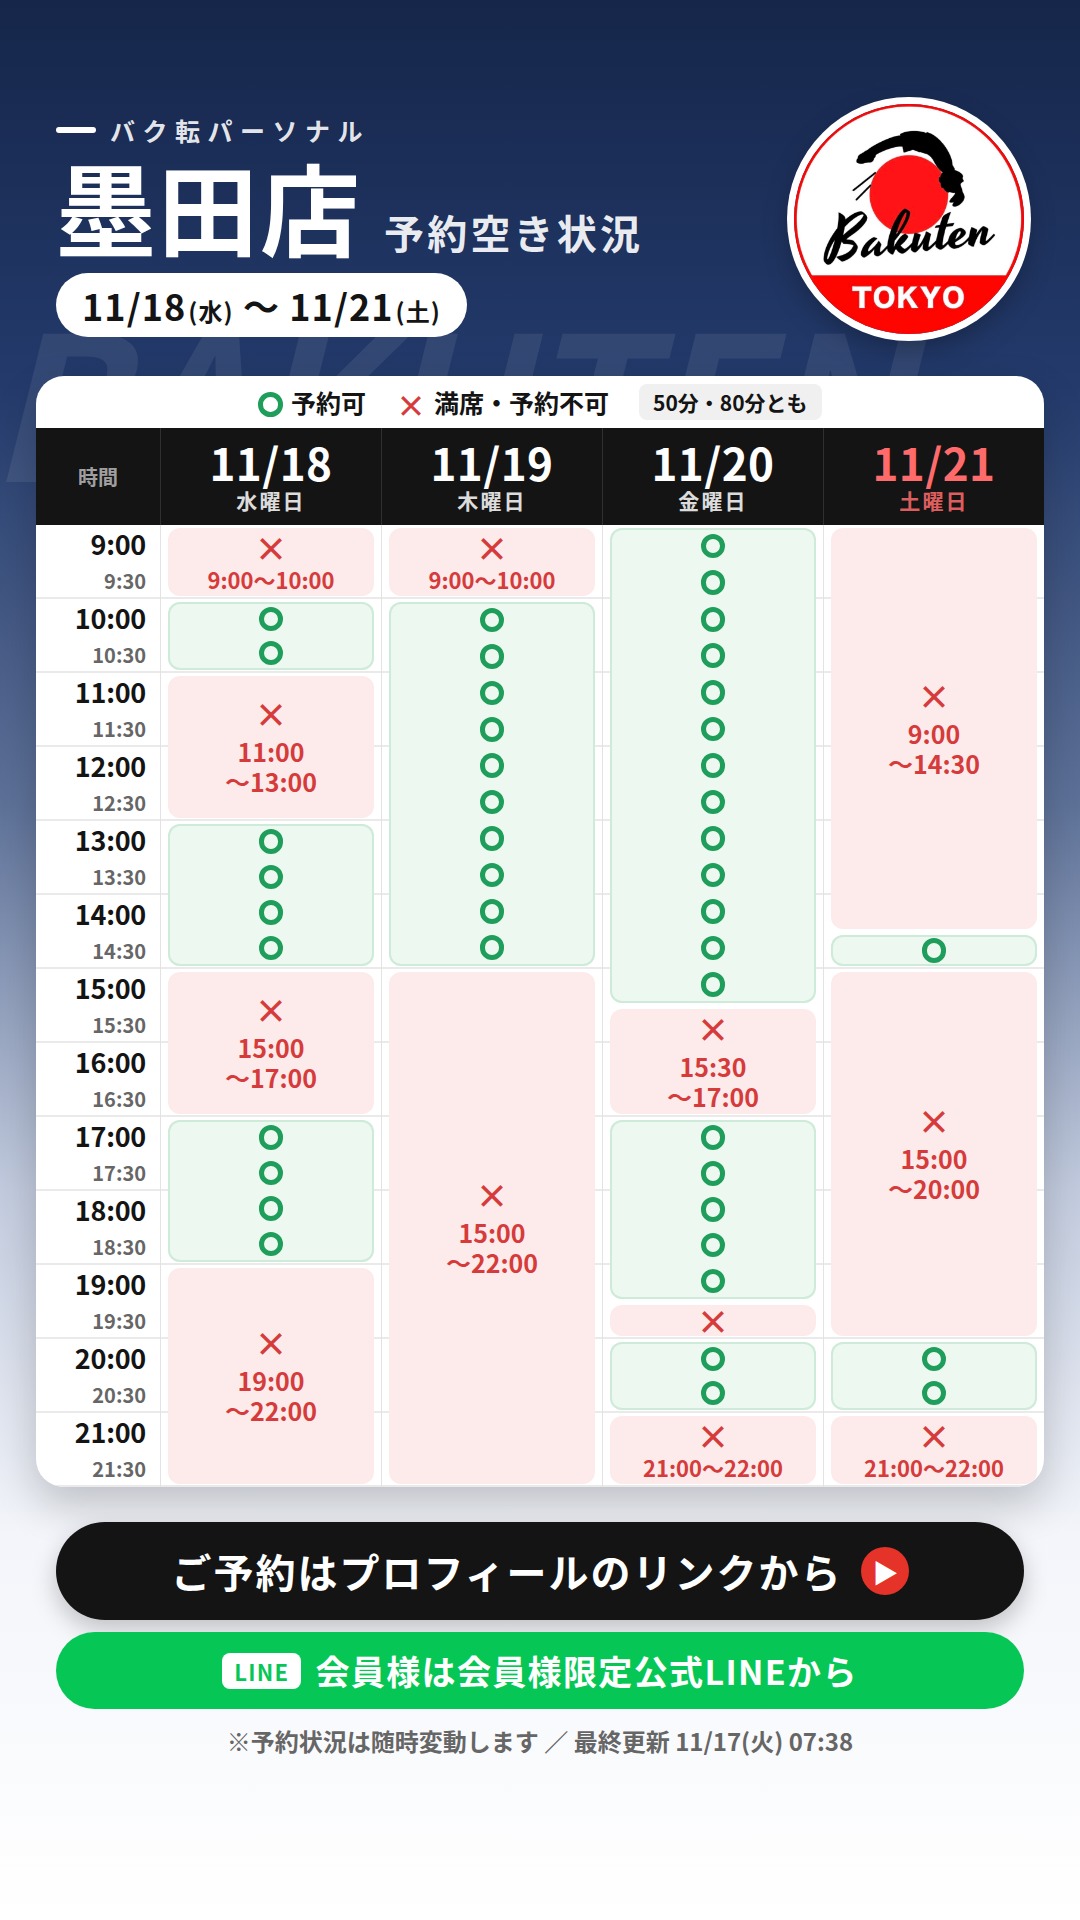 バク転パーソナル
墨田店 予約空き状況
11/18(水) 〜 11/21(土)
Bakuten
TOKYO
BAKUTEN
○ 予約可 × 満席・予約不可 50分・80分とも
時間 11/18 11/19 11/20 11/21
水曜日 木曜日 金曜日 土曜日
9:00 × × ○
9:30 9:00〜10:00 9:00〜10:00 ○
10:00 ○ ○ ○
10:30 ○ ○ ○
11:00 × ○ ○ ×
11:30 11:00 ○ ○ 9:00
12:00 〜13:00 ○ ○ 〜14:30
12:30 ○ ○
13:00 ○ ○ ○
13:30 ○ ○ ○
14:00 ○ ○ ○
14:30 ○ ○ ○ ○
15:00 × ○
15:30 15:00 ×
16:00 〜17:00 15:30
16:30 〜17:00 ×
17:00 ○ ○ 15:00
17:30 ○ ○ 〜20:00
18:00 ○ × ○
18:30 ○ 15:00 ○
19:00 〜22:00 ○
19:30 × ×
20:00 19:00 ○ ○
20:30 〜22:00 ○ ○
21:00 × ×
21:30 21:00〜22:00 21:00〜22:00
ご予約はプロフィールのリンクから
LINE 会員様は会員様限定公式LINEから
※予約状況は随時変動します ／ 最終更新 11/17(火) 07:38